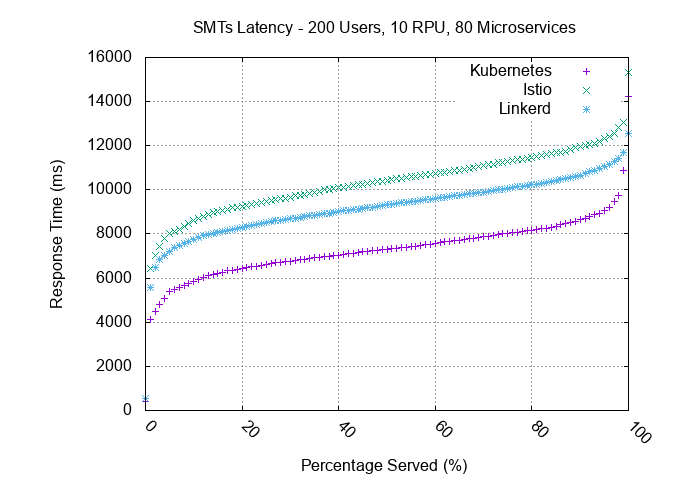 SMTs Latency - 200 Users, 10 RPU, 80 Microservices
16000
14000
12000
10000
8000
6000
4000
2000
0
Response Time (ms)
Kubernetes
Istio
Linkerd
0
20
40
60
80
100
Percentage Served (%)